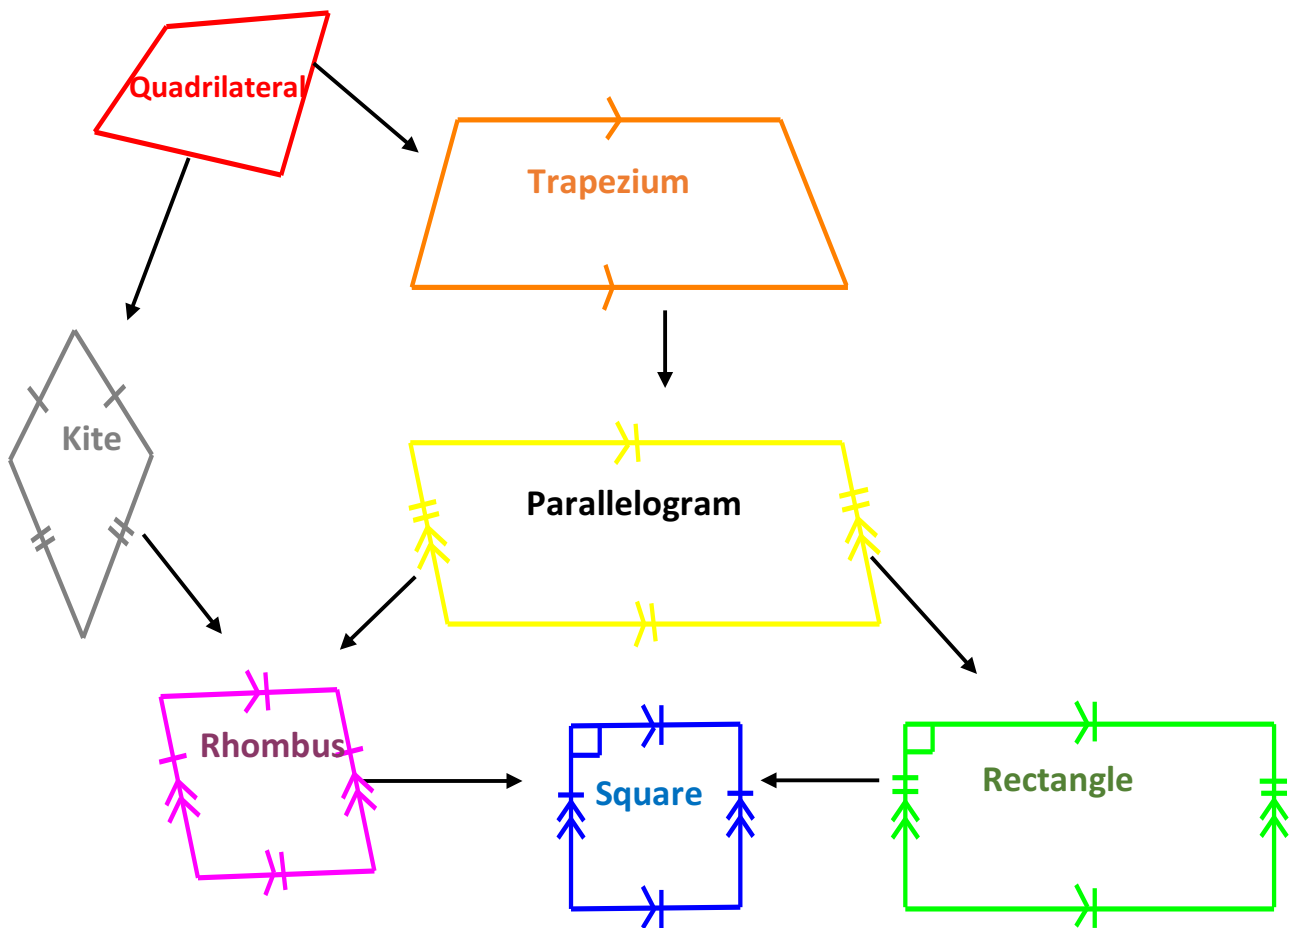 Quadrilateral
Trapezium
Kite
Parallelogram
Rhombus
Square
Rectangle